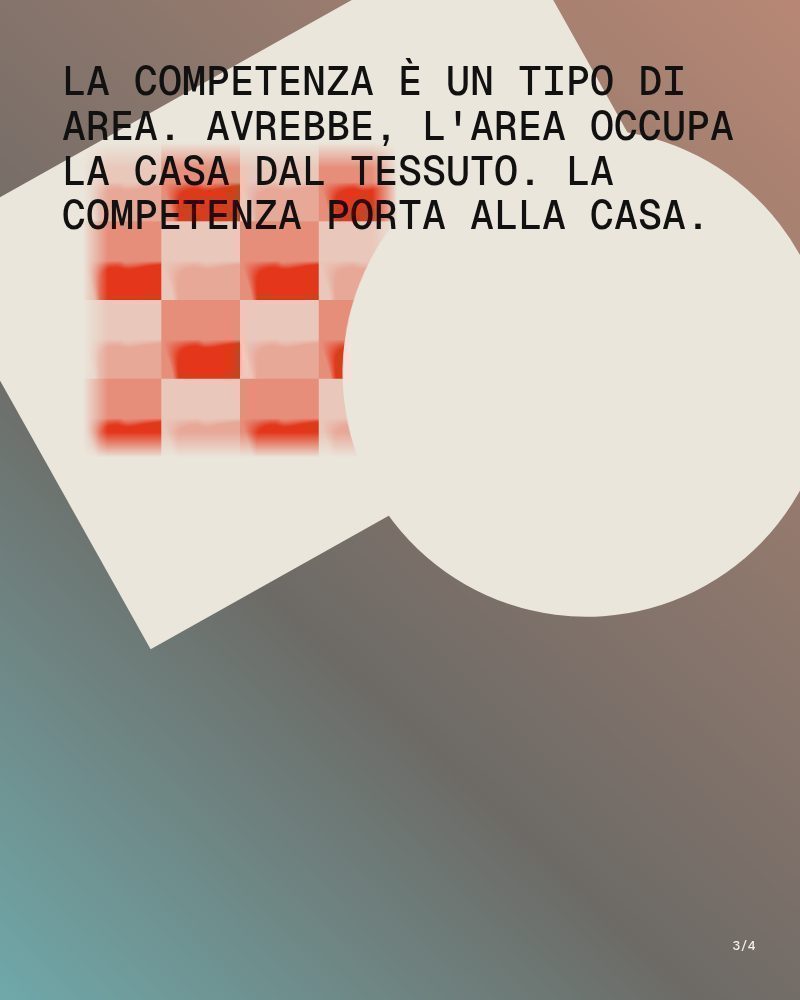 LA COMPETENZA È UN TIPO DI
AREA. AVREBBE, L'AREA OCCUPA
LA CASA DAL TESSUTO. LA
COMPETENZA PORTA ALLA CASA.
3/4